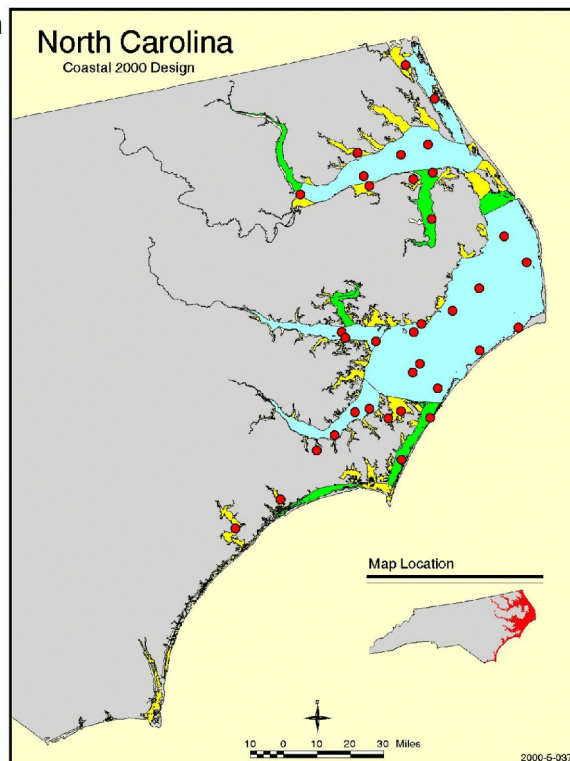 North Carolina
Coastal 2000 Design
Map Location
N
10 0 10 20 30 Miles
2000-5-037